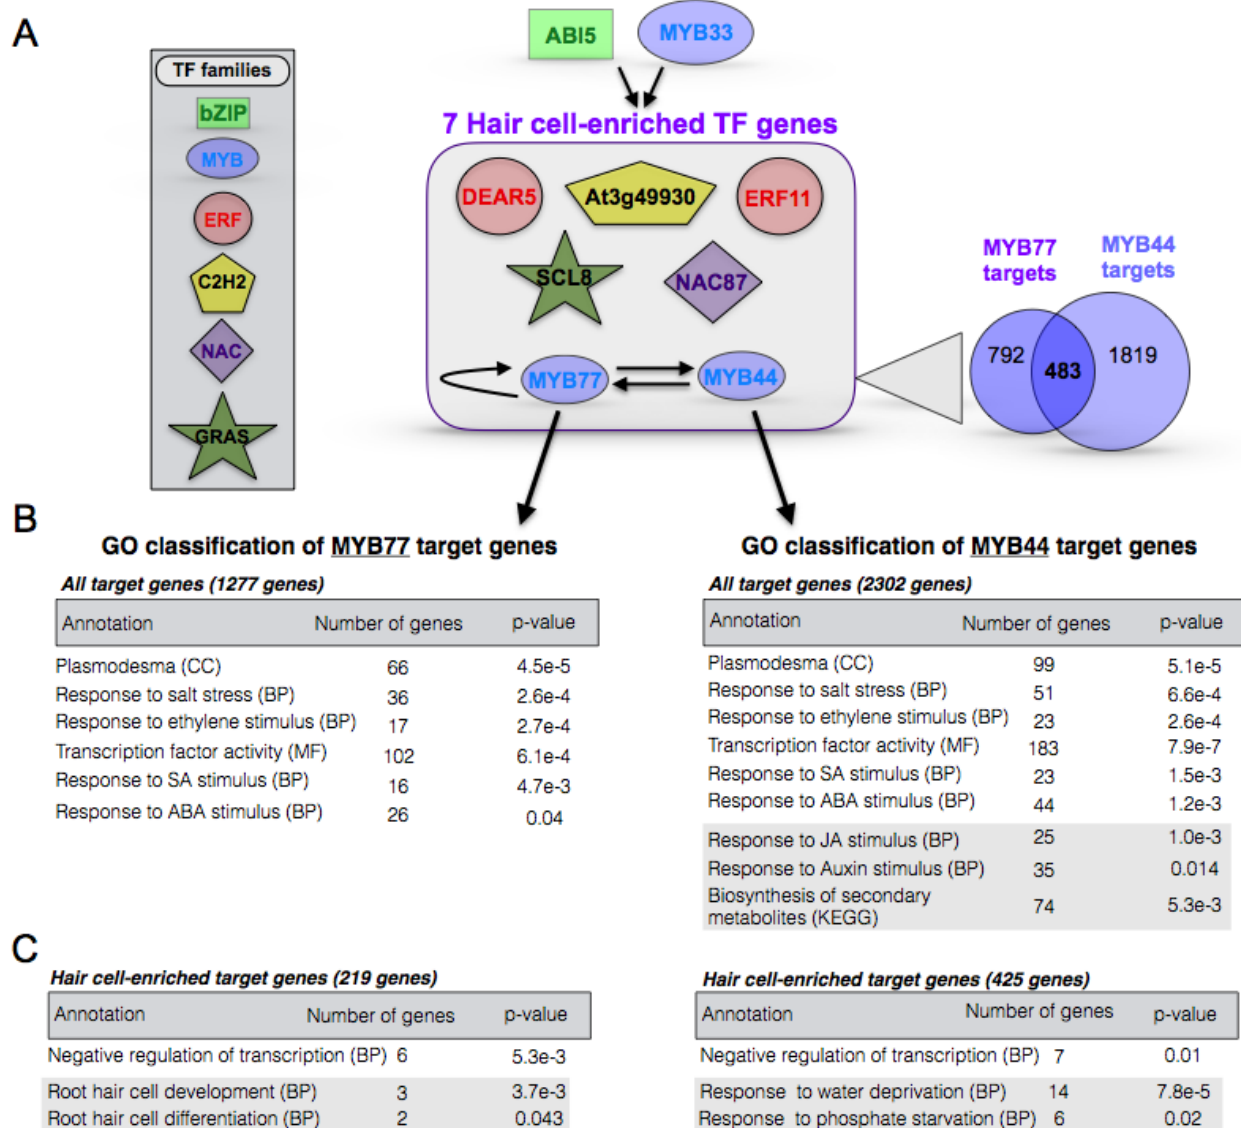 A
TF families
bZIP
MYB
ERF
C2H2
NAC
GRAS
ABI5 MYB33
7 Hair cell-enriched TF genes
DEAR5 At3g49930 ERF11
SCL8 NAC87
MYB77 MYB44
MYB77 targets
MYB44 targets
792 483 1819
B
GO classification of MYB77 target genes
All target genes (1277 genes)
Annotation Number of genes p-value
Plasmodesma (CC) 66 4.5e-5
Response to salt stress (BP) 36 2.6e-4
Response to ethylene stimulus (BP) 17 2.7e-4
Transcription factor activity (MF) 102 6.1e-4
Response to SA stimulus (BP) 16 4.7e-3
Response to ABA stimulus (BP) 26 0.04
GO classification of MYB44 target genes
All target genes (2302 genes)
Annotation Number of genes p-value
Plasmodesma (CC) 99 5.1e-5
Response to salt stress (BP) 51 6.6e-4
Response to ethylene stimulus (BP) 23 2.6e-4
Transcription factor activity (MF) 183 7.9e-7
Response to SA stimulus (BP) 23 1.5e-3
Response to ABA stimulus (BP) 44 1.2e-3
Response to JA stimulus (BP) 25 1.0e-3
Response to Auxin stimulus (BP) 35 0.014
Biosynthesis of secondary
metabolites (KEGG) 74 5.3e-3
C
Hair cell-enriched target genes (219 genes)
Annotation Number of genes p-value
Negative regulation of transcription (BP) 6 5.3e-3
Root hair cell development (BP) 3 3.7e-3
Root hair cell differentiation (BP) 2 0.043
Hair cell-enriched target genes (425 genes)
Annotation Number of genes p-value
Negative regulation of transcription (BP) 7 0.01
Response to water deprivation (BP) 14 7.8e-5
Response to phosphate starvation (BP) 6 0.02